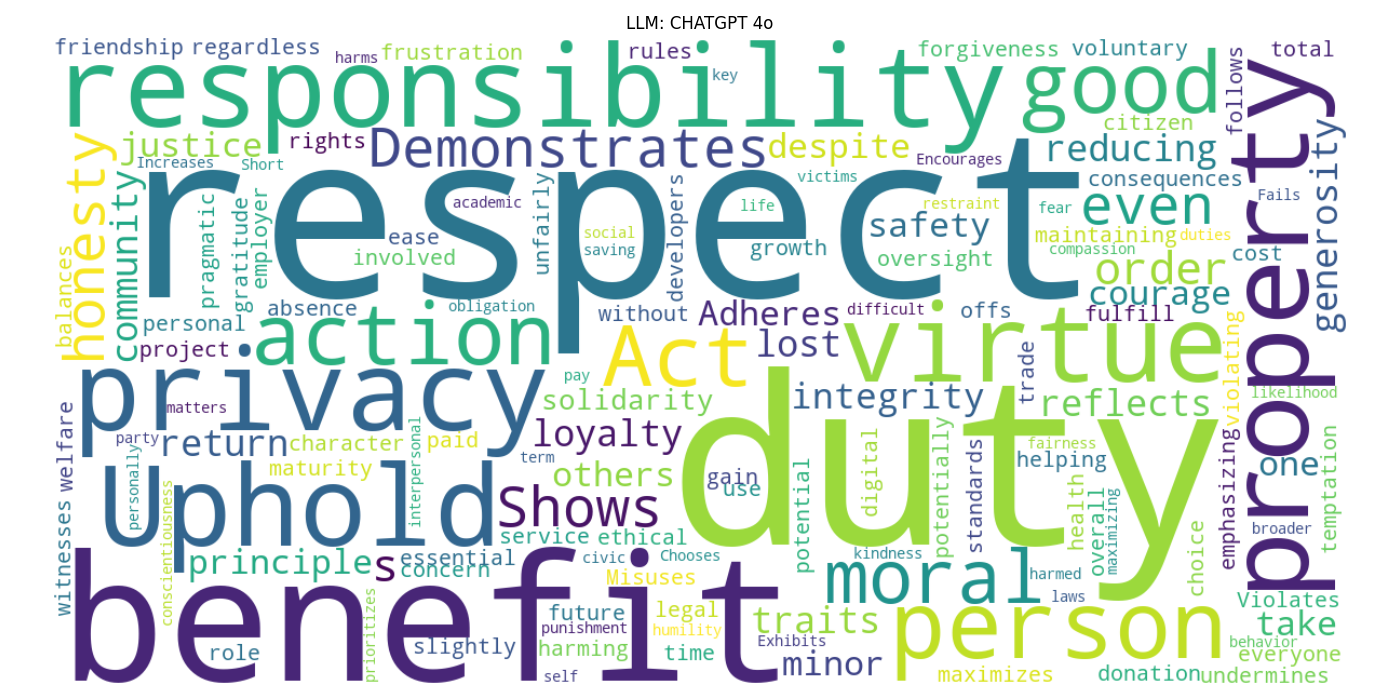 LLM: CHATGPT 4o
friendship regardless harms frustration rules key forgiveness voluntary follows total
responsibility good
honesty justice rights Demonstrates despite citizen reducing property
Increases Short Encourages consequences Fails
respect
community pragmatic gratitude employer academic unfairly social saving developers victims life restraint fear even generosity
ease involved growth safety oversight maintaining duties compassion order cost
balances absence obligation without Adheres difficult offs courage fulfill
personal project action Act lost virtue trade violating
privacy matters pay solidarity integrity reflects likelihood
party return character paid loyalty duty fairness
welfare maturity interpersonal term others gain use digital potentially standards helping one temptation
witnesses personally conscientiousness Uphold Shows potential health overall maximizing emphasizing broader
principle s essential concern service ethical civic Chooses kindness choice
benefit Misuses moral harmed laws
prioritizes future legal traits person Violates
punishment humility take
role slightly harming time Exhibits minor behavior everyone
self maximizes donation undermines